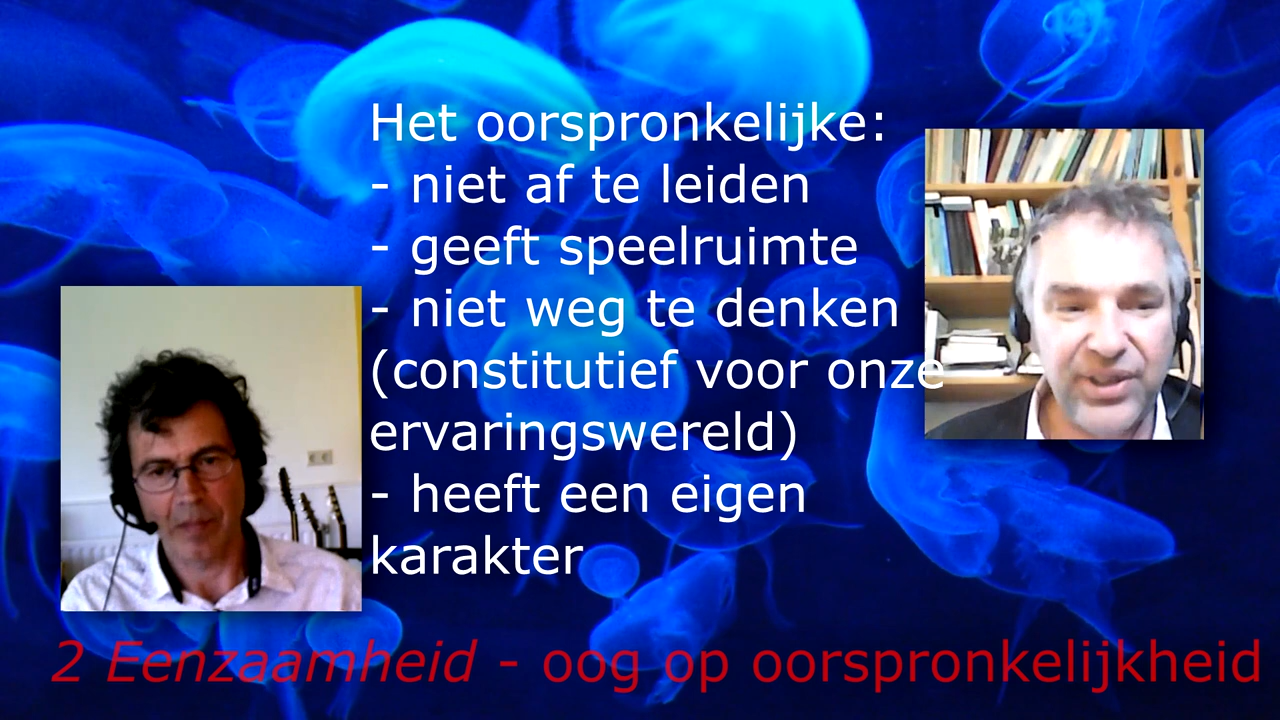 Het oorspronkelijke:
- niet af te leiden
- geeft speelruimte
- niet weg te denken
(constitutief voor onze
ervaringswereld)
- heeft een eigen
karakter
2 Eenzaamheid - oog op oorspronkelijkheid